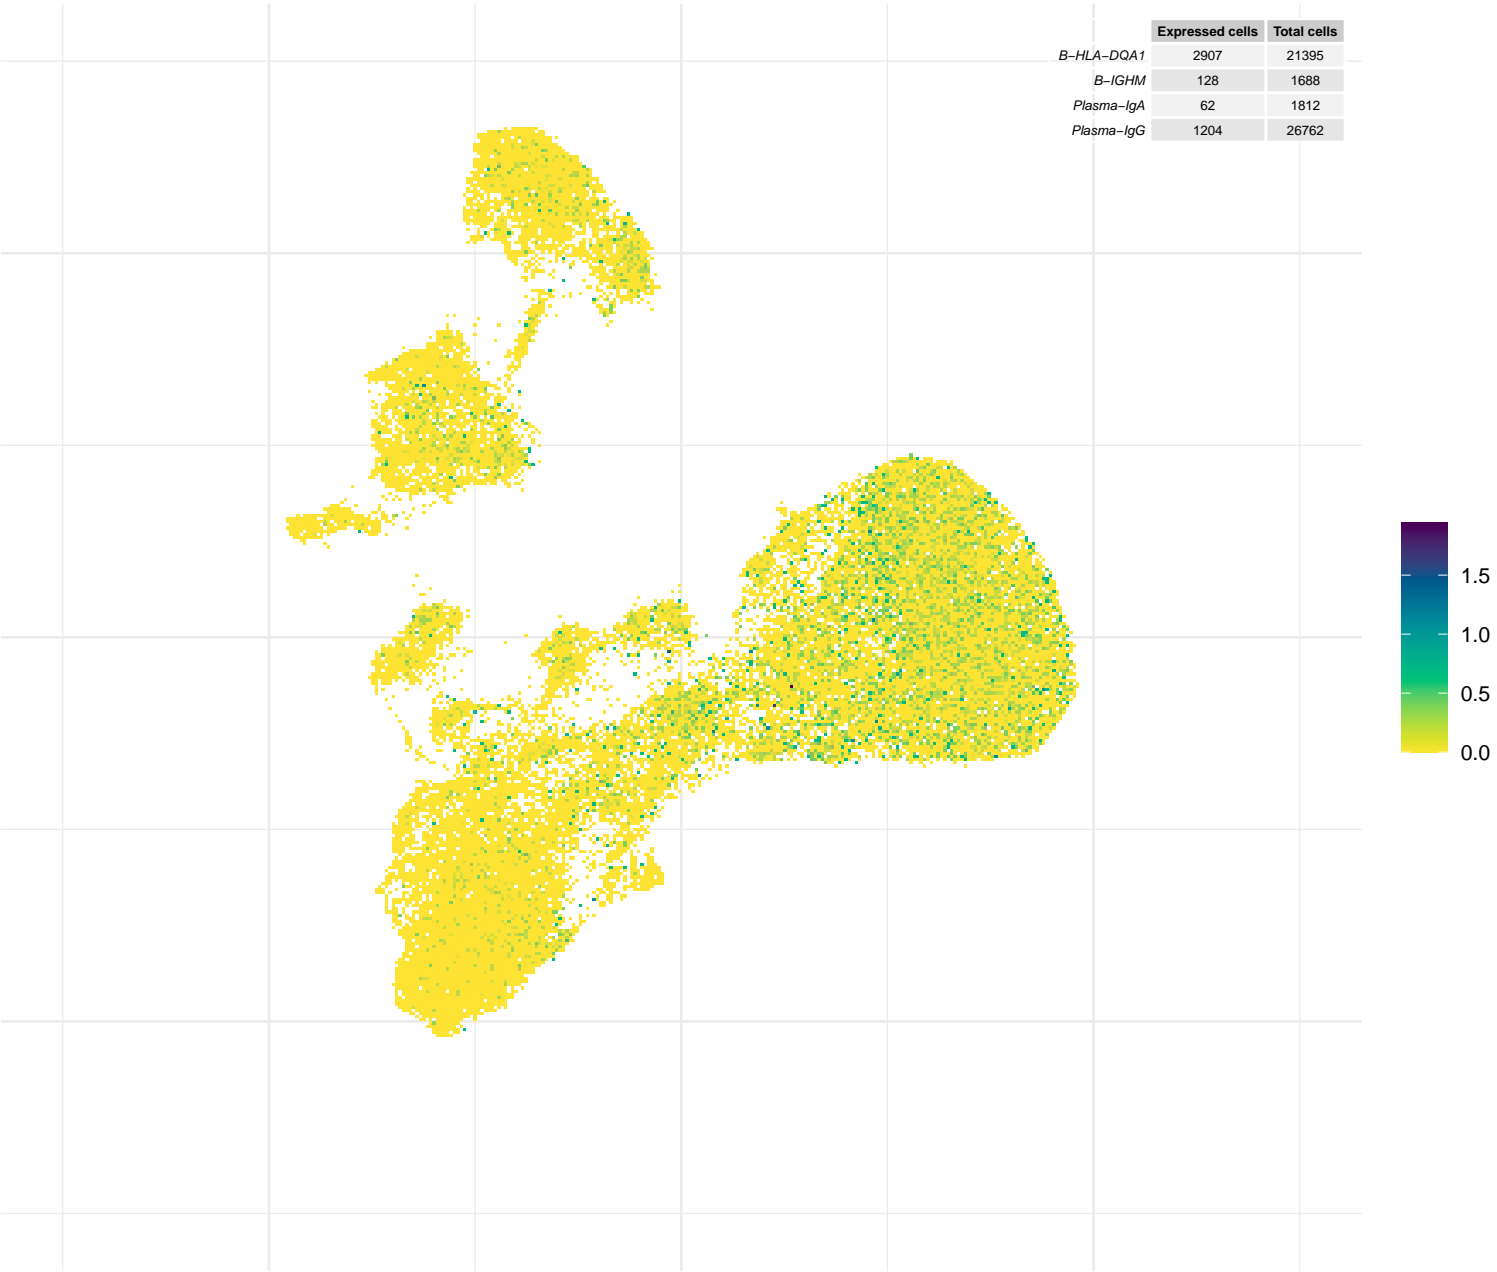 Expressed cells Total cells
B−HLA−DQA1 2907 21395
B−IGHM 128 1688
Plasma−IgA 62 1812
Plasma−IgG 1204 26762
1.5
1.0
0.5
0.0